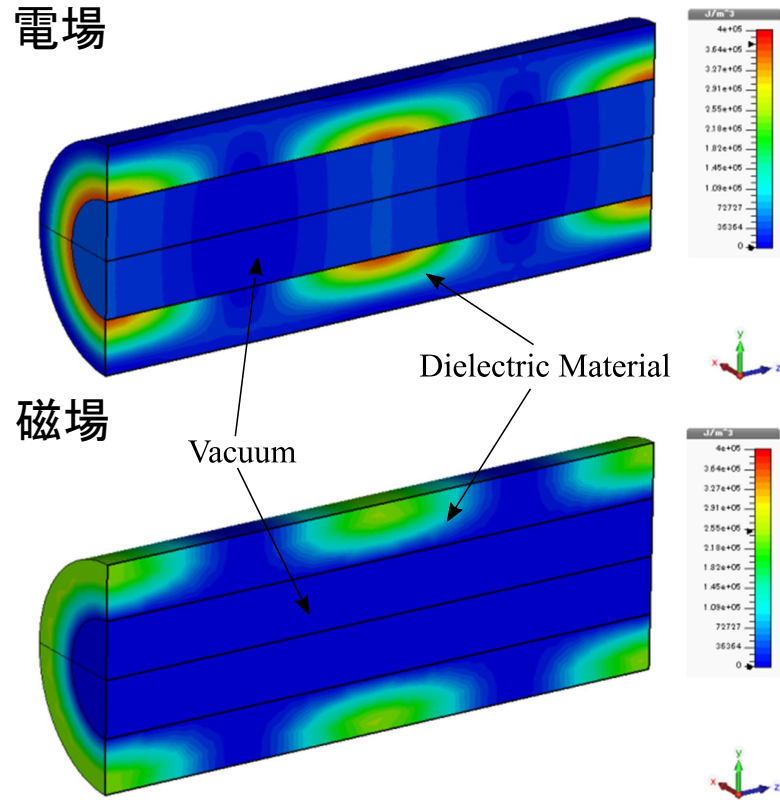 電場
J/m^3
4e+05
3.64e+05
3.27e+05
2.91e+05
2.55e+05
2.18e+05
1.82e+05
1.45e+05
1.09e+05
72727
36364
0
y
x
z
Dielectric Material
磁場
Vacuum
J/m^3
4e+05
3.64e+05
3.27e+05
2.91e+05
2.55e+05
2.18e+05
1.82e+05
1.45e+05
1.09e+05
72727
36364
0
y
x
z